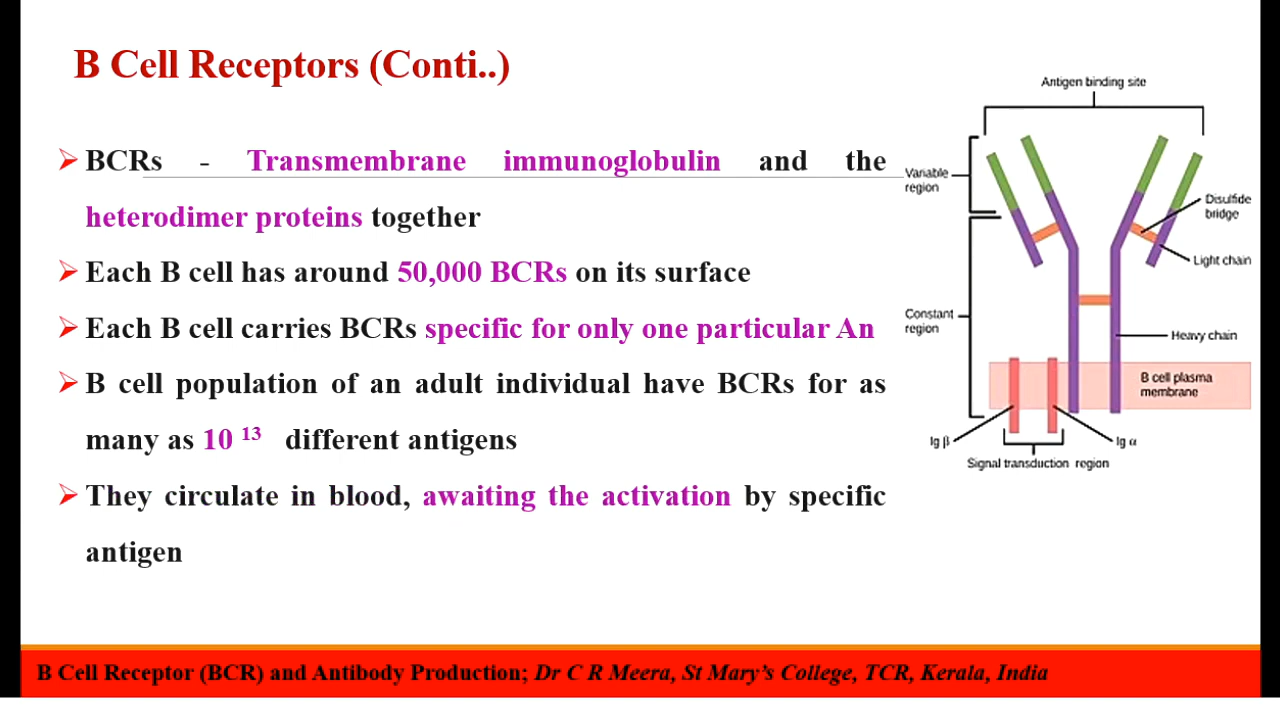 B Cell Receptors (Conti..)
BCRs - Transmembrane immunoglobulin and the
heterodimer proteins together
Each B cell has around 50,000 BCRs on its surface
Each B cell carries BCRs specific for only one particular An
B cell population of an adult individual have BCRs for as
many as 10 13 different antigens
They circulate in blood, awaiting the activation by specific
antigen
Antigen binding site
Variable
region
Disulfide
bridge
Light chain
Constant
region
Heavy chain
B cell plasma
membrane
Ig β
Ig α
Signal transduction region
B Cell Receptor (BCR) and Antibody Production; Dr C R Meera, St Mary's College, TCR, Kerala, India